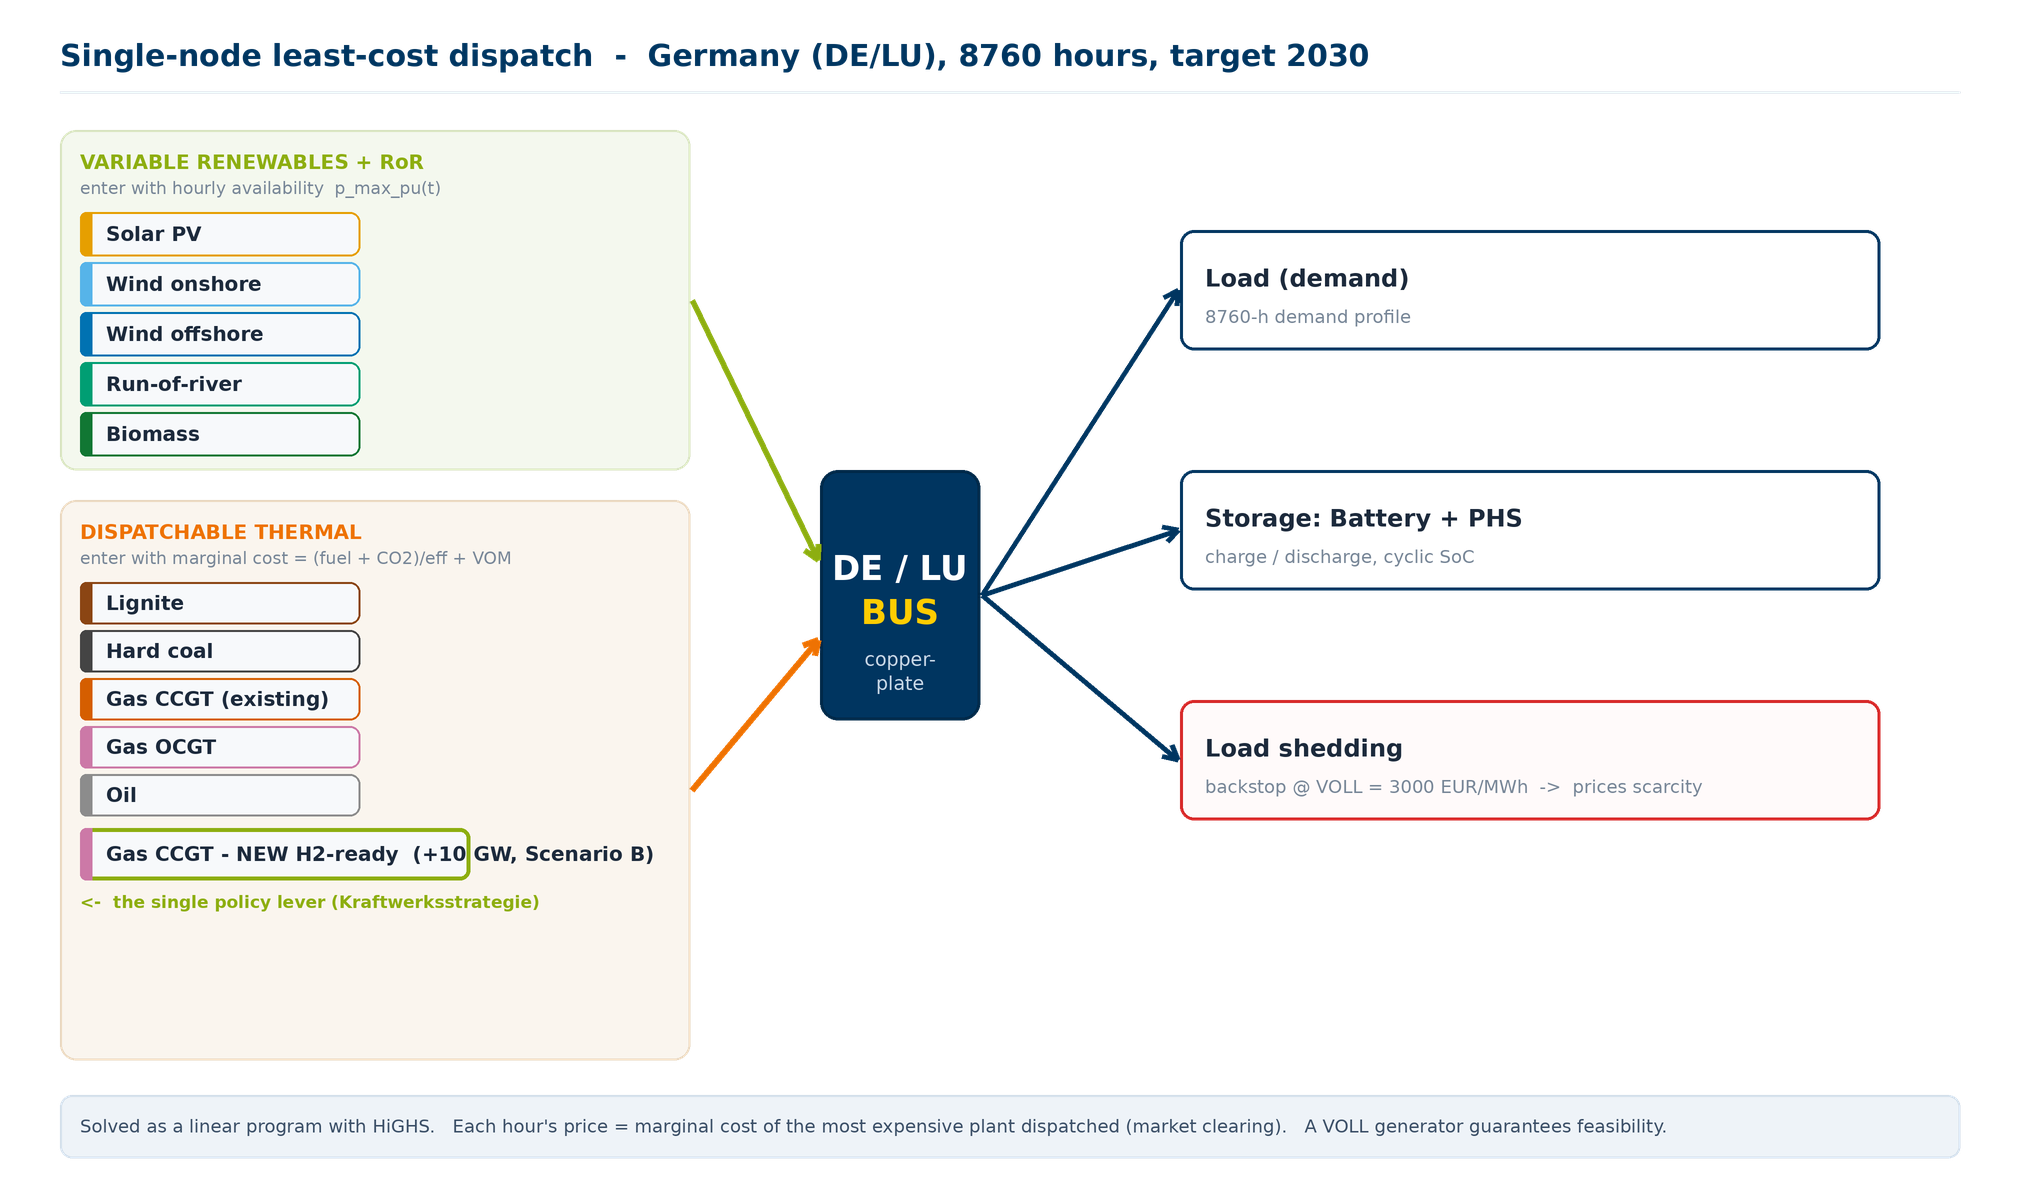 Single-node least-cost dispatch - Germany (DE/LU), 8760 hours, target 2030
VARIABLE RENEWABLES + RoR
enter with hourly availability p_max_pu(t)
Solar PV
Wind onshore
Wind offshore
Run-of-river
Biomass
DISPATCHABLE THERMAL
enter with marginal cost = (fuel + CO2)/eff + VOM
Lignite
Hard coal
Gas CCGT (existing)
Gas OCGT
Oil
Gas CCGT - NEW H2-ready (+10 GW, Scenario B)
<- the single policy lever (Kraftwerksstrategie)
DE / LU
BUS
copper-
plate
Load (demand)
8760-h demand profile
Storage: Battery + PHS
charge / discharge, cyclic SoC
Load shedding
backstop @ VOLL = 3000 EUR/MWh -> prices scarcity
Solved as a linear program with HiGHS. Each hour's price = marginal cost of the most expensive plant dispatched (market clearing). A VOLL generator guarantees feasibility.